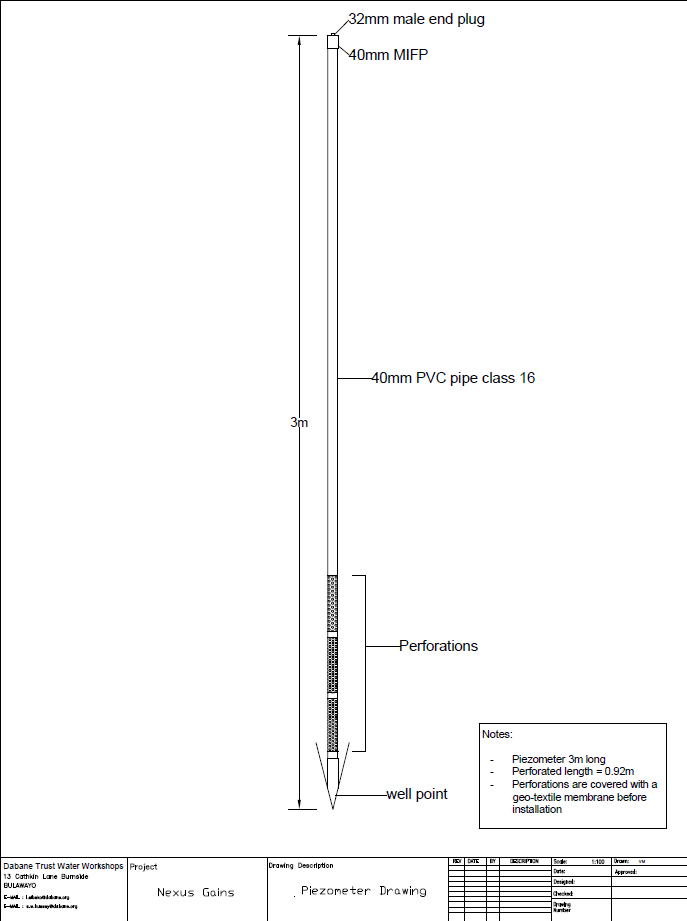 32mm male end plug
40mm MIFP
40mm PVC pipe class 16
3m
Perforations
well point
Notes:
- Piezometer 3m long
- Perforated length = 0.92m
- Perforations are covered with a
geo-textile membrane before
installation
Dabane Trust Water Workshops
13 Cathkin Lane Burnside
BULAWAYO
E-MAIL :
E-MAIL :
Project
Nexus Gains
Drawing Description
Piezometer Drawing
REV DATE BY DESCRIPTION
Scale: 1:100
Date:
Designed:
Checked:
Drawing
Number
Drawn: VM
Approved: